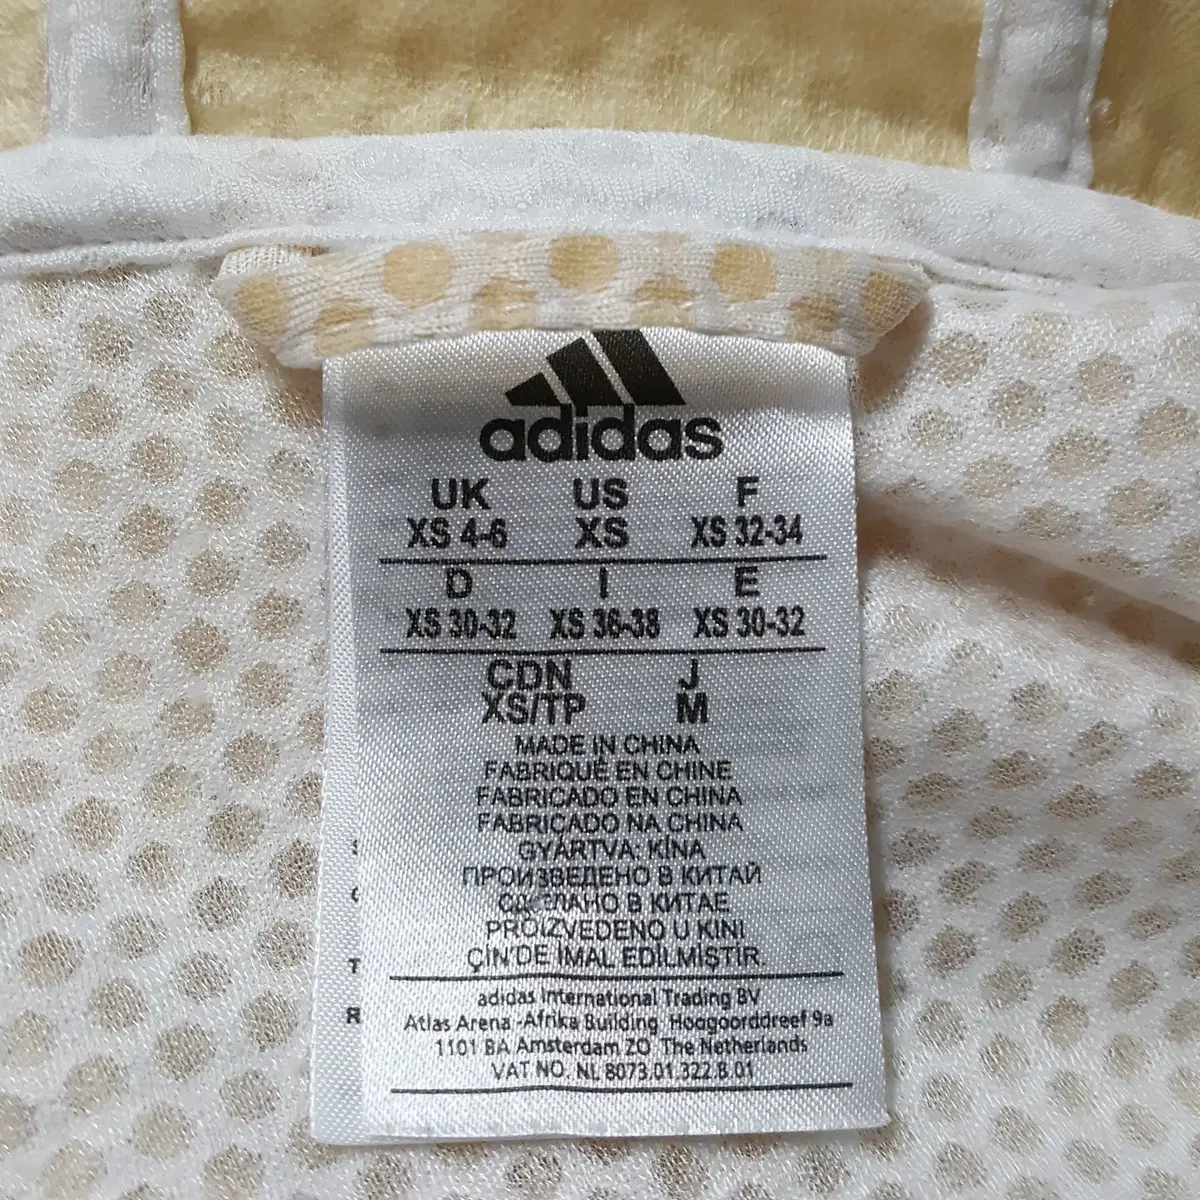 adidas
UK US F
XS 4-6 XS XS 32-34
D I E
XS 30-32 XS 36-38 XS 30-32
CDN J
XS/TP M
MADE IN CHINA
FABRIQUÉ EN CHINE
FABRICADO EN CHINA
FABRICADO NA CHINA
GYÁRTVA: KÍNA
ПРОИЗВЕДЕНО В КИТАЙ
СДЕЛАНО В КИТАЕ
PROIZVEDENO U KINI
ÇİN'DE İMAL EDİLMİŞTİR.
adidas International Trading BV
Atlas Arena -Afrika Building Hoogoorddreef 9a
1101 BA Amsterdam ZO The Netherlands
VAT NO. NL 8073.01.322.B.01